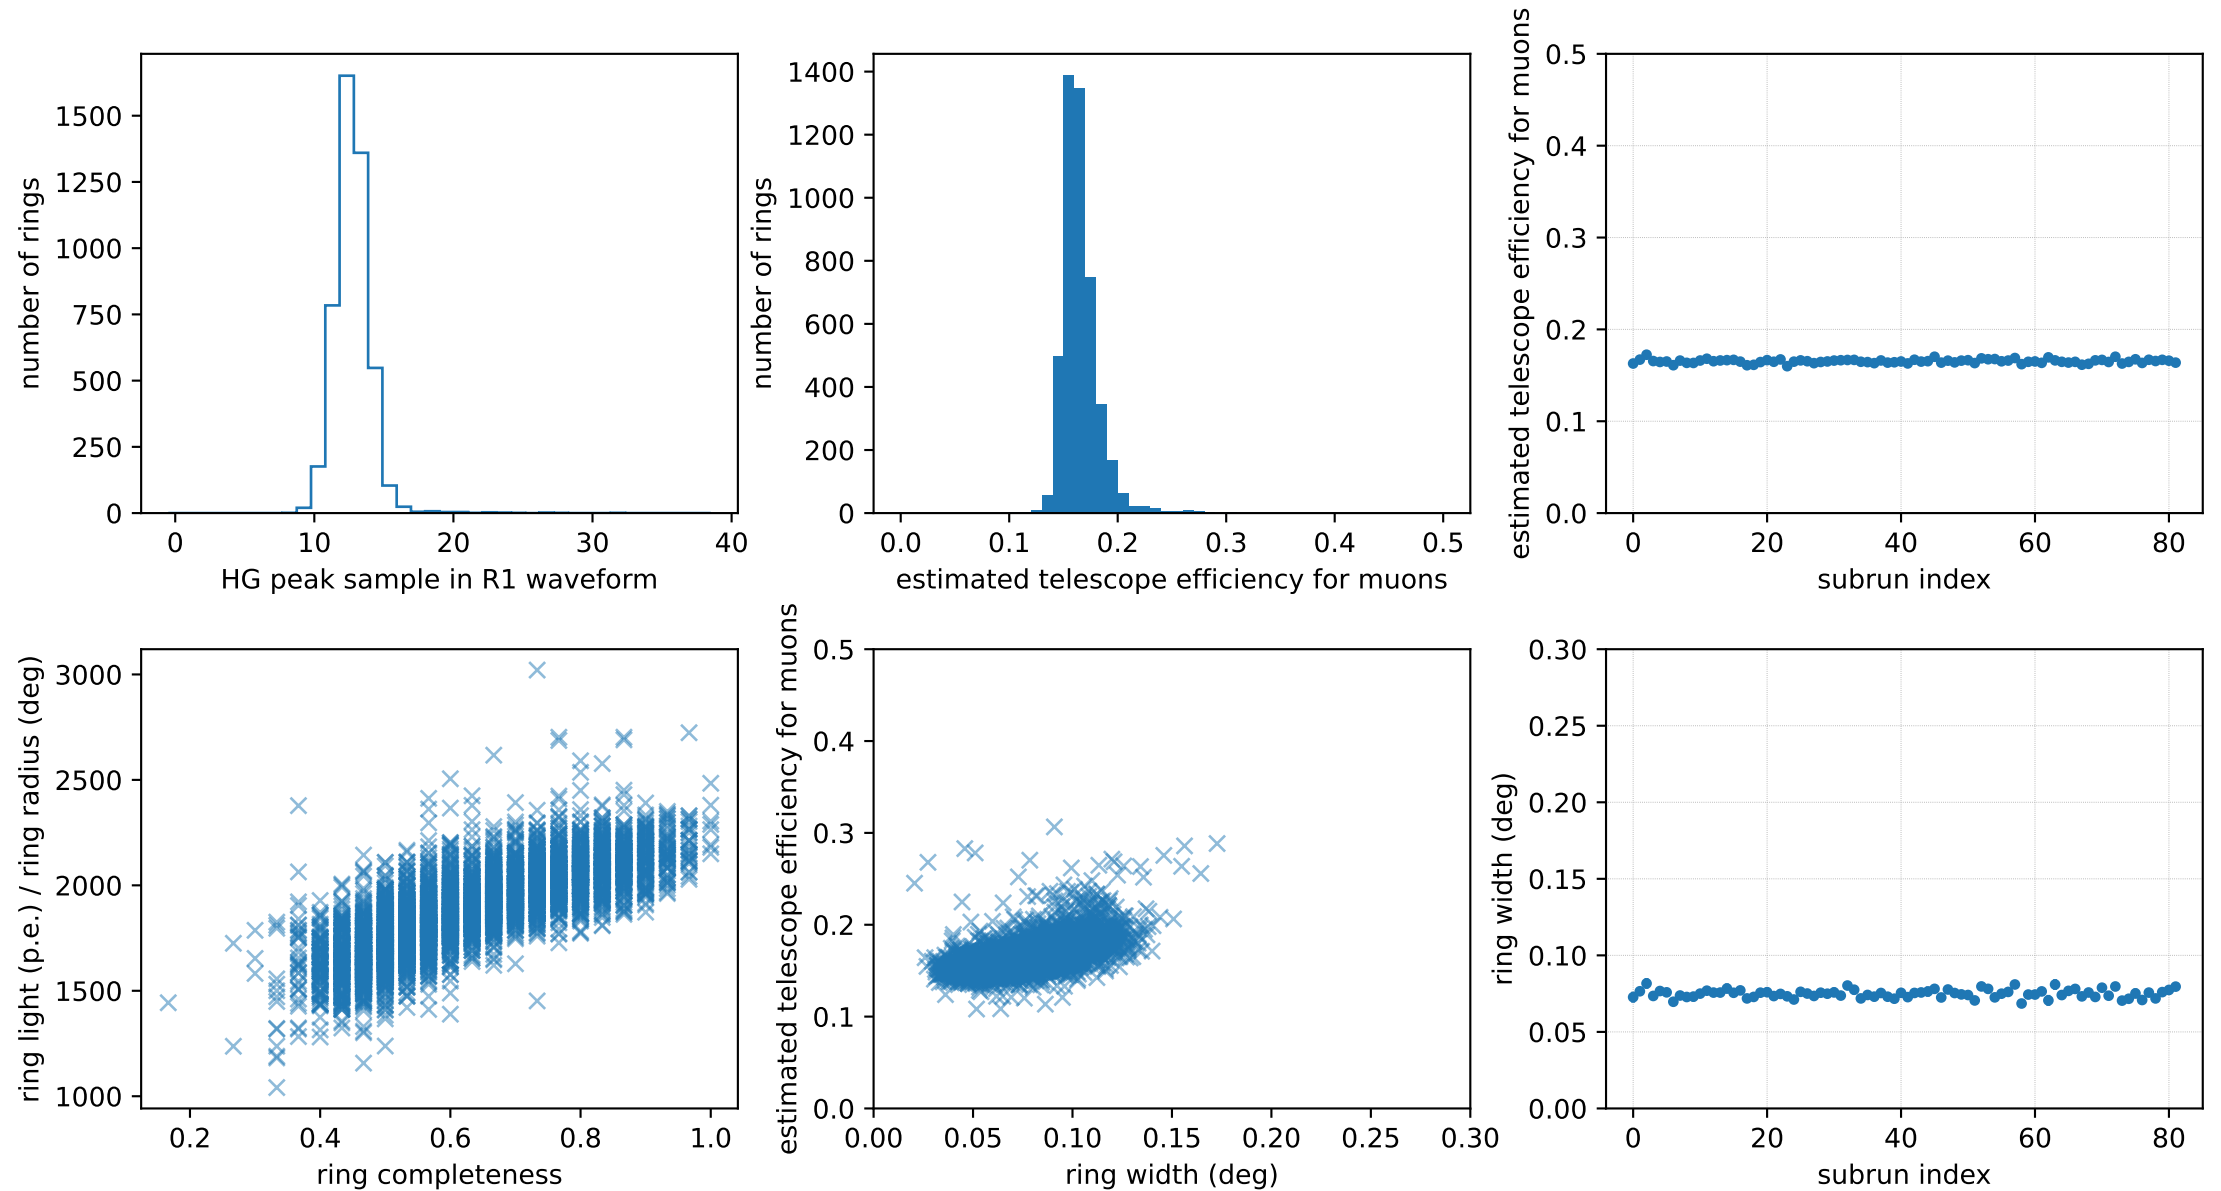 number of rings
1500
1250
1000
750
500
250
0
0 10 20 30 40
HG peak sample in R1 waveform
number of rings
1400
1200
1000
800
600
400
200
0
0.0 0.1 0.2 0.3 0.4 0.5
estimated telescope efficiency for muons
estimated telescope efficiency for muons
0.5
0.4
0.3
0.2
0.1
0.0
0 20 40 60 80
subrun index
ring light (p.e.) / ring radius (deg)
3000
2500
2000
1500
1000
0.2 0.4 0.6 0.8 1.0
ring completeness
estimated telescope efficiency for muons
0.5
0.4
0.3
0.2
0.1
0.0
0.00 0.05 0.10 0.15 0.20 0.25 0.30
ring width (deg)
ring width (deg)
0.30
0.25
0.20
0.15
0.10
0.05
0.00
0 20 40 60 80
subrun index